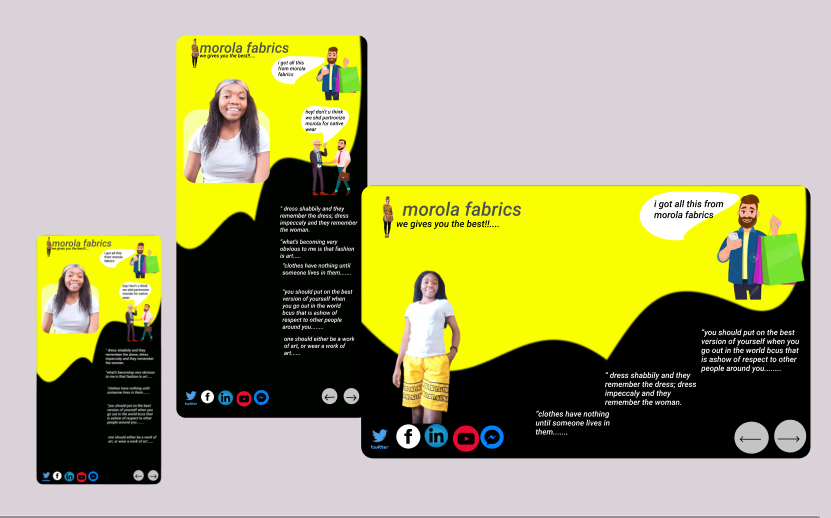 morola fabrics
we gives you the best!!....
i got all this
from morola
fabrics
hey! don't u think
we shd partronize
morola for native
wear
" dress shabbily and they
remember the dress; dress
impeccaly and they remember
the woman.
"what's becoming very
obvious to me is that fashion
is art.....
"clothes have nothing until
someone lives in them.......
"you should put on the best
version of yourself when
you go out in the world
bcus that is ashow of
respect to other people
around you........
one should either be a work
of art, or wear a work of
art......
twitter
morola fabrics
we gives you the best!!....
i got all this from
morola fabrics
"you should put on the best
version of yourself when you
go out in the world bcus that
is ashow of respect to other
people around you........
" dress shabbily and they
remember the dress; dress
impeccaly and they
remember the woman.
"clothes have nothing
until someone lives in
them.......
twitter
morola fabrics
we gives you the best!!....
i got all this
from morola
fabrics
hey! don't u think
we shd partronize
morola for native
wear
" dress shabbily and they
remember the dress; dress
impeccaly and they remember
the woman.
"what's becoming very obvious
to me is that fashion is art.....
"clothes have nothing until
someone lives in them.......
"you should put on the best
version of yourself when you go
out in the world bcus that is
ashow of respect to other
people around you........
one should either be a work of
art, or wear a work of art......